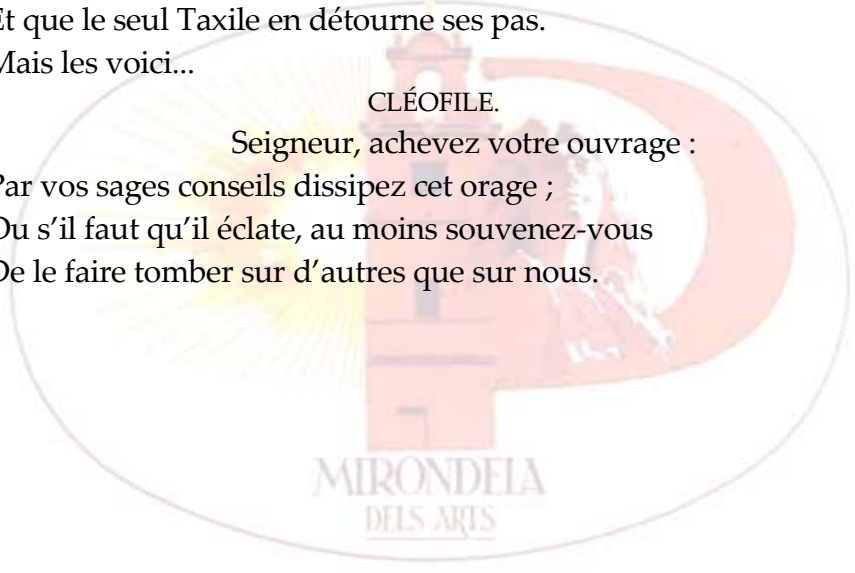 Et que le seul Taxile en détourne ses pas.
Mais les voici...
CLÉOFILE.
Seigneur, achevez votre ouvrage :
Par vos sages conseils dissipez cet orage ;
Ou s’il faut qu’il éclate, au moins souvenez-vous
De le faire tomber sur d’autres que sur nous.
MIRONDELA
DELS ARTS